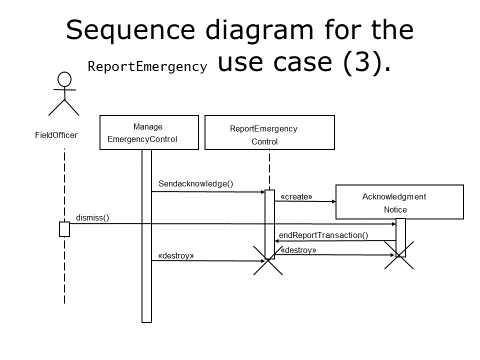 Sequence diagram for the
ReportEmergency use case (3).
FieldOfficer
Manage
EmergencyControl
ReportEmergency
Control
Sendacknowledge()
«create»
Acknowledgment
Notice
dismiss()
endReportTransaction()
«destroy»
«destroy»